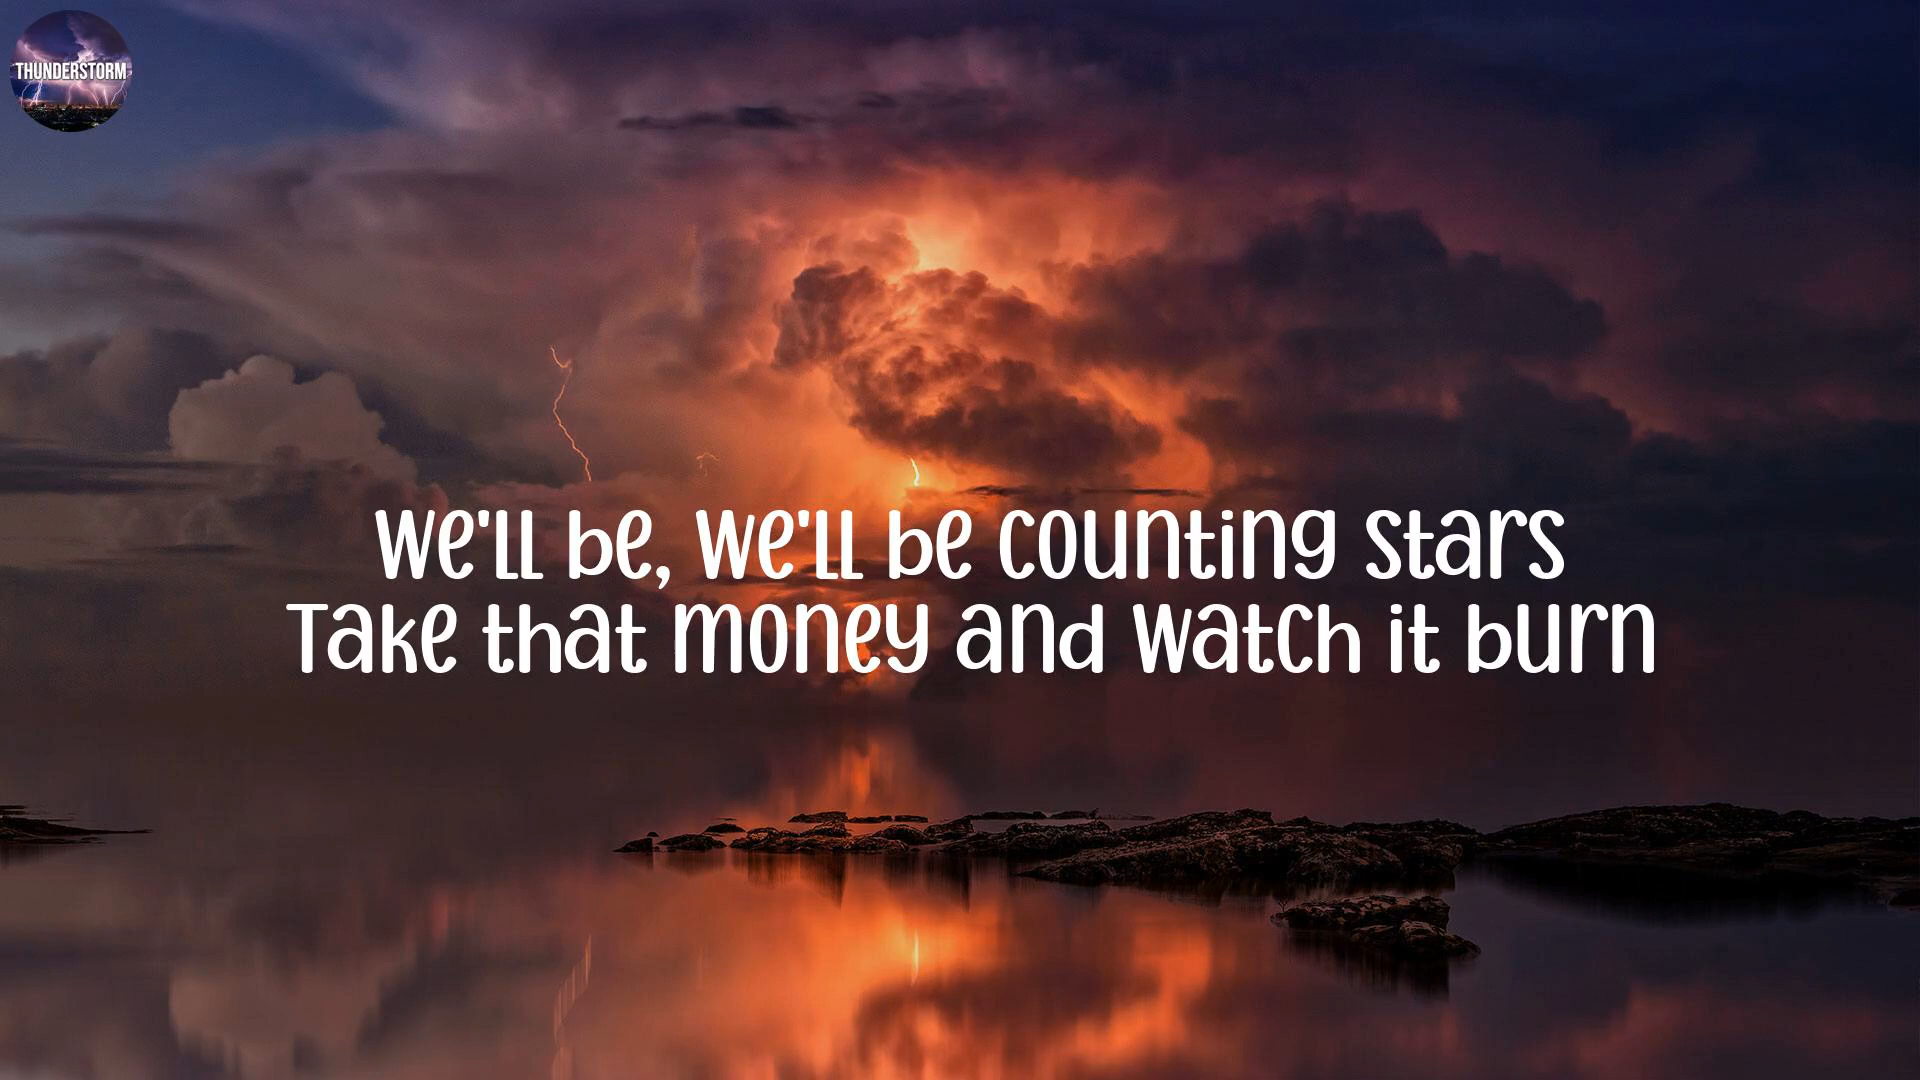 THUNDERSTORM
We'll be, we'll be counting stars
Take that money and watch it burn